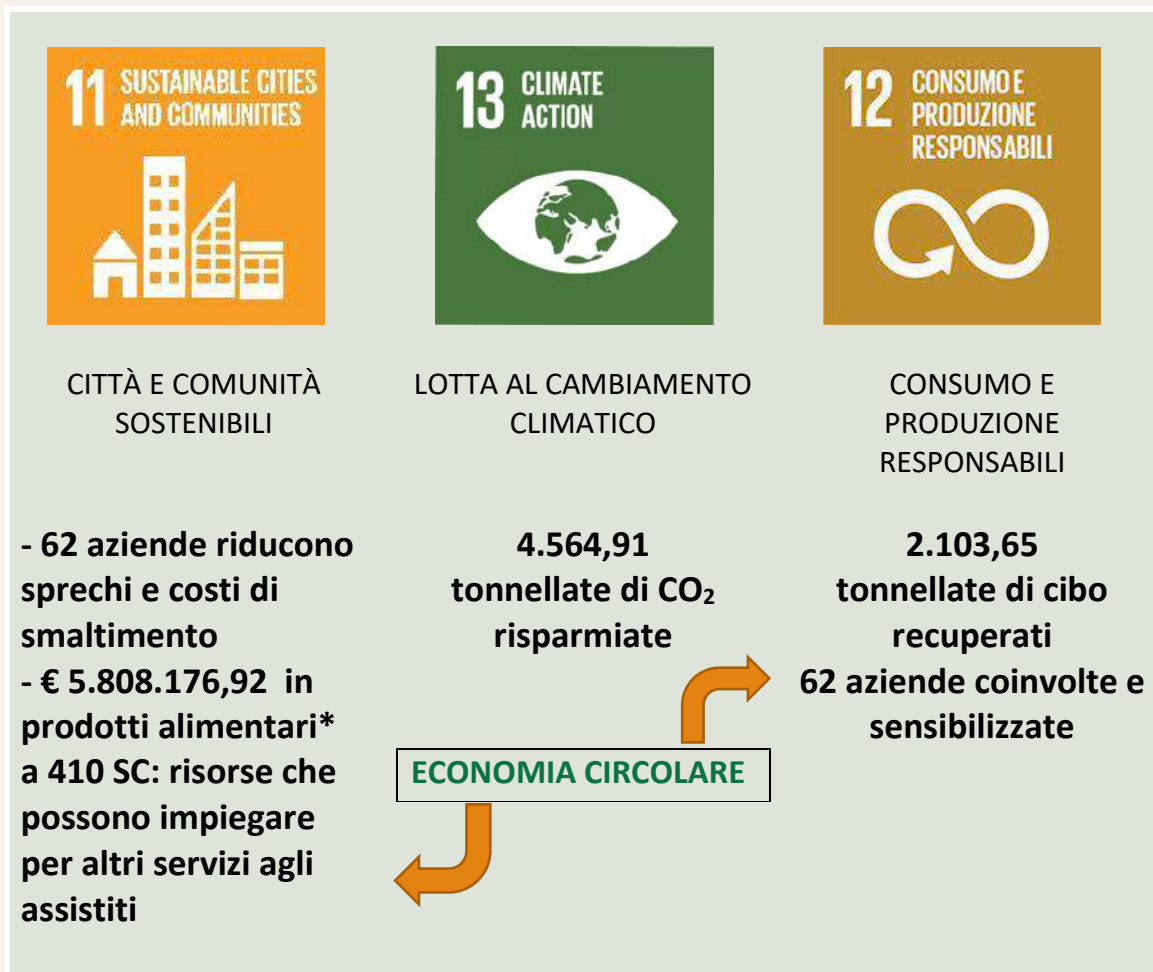 11 SUSTAINABLE CITIES
AND COMMUNITIES
CITTÀ E COMUNITÀ
SOSTENIBILI
- 62 aziende riducono
sprechi e costi di
smaltimento
- € 5.808.176,92 in
prodotti alimentari*
a 410 SC: risorse che
possono impiegare
per altri servizi agli
assistiti
13 CLIMATE
ACTION
LOTTA AL CAMBIAMENTO
CLIMATICO
4.564,91
tonnellate di CO₂
risparmiate
ECONOMIA CIRCOLARE
12 CONSUMO E
PRODUZIONE
RESPONSABILI
CONSUMO E
PRODUZIONE
RESPONSABILI
2.103,65
tonnellate di cibo
recuperati
62 aziende coinvolte e
sensibilizzate